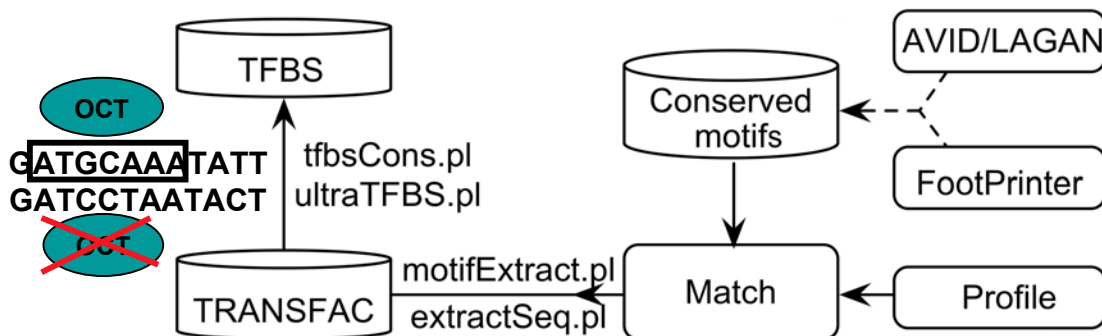 AVID/LAGAN
TFBS
Conserved
motifs
OCT
GATGCAAATATT
GATCCTAATACT
OCT
tfbsCons.pl
ultraTFBS.pl
FootPrinter
TRANSFAC
motifExtract.pl
extractSeq.pl
Match
Profile